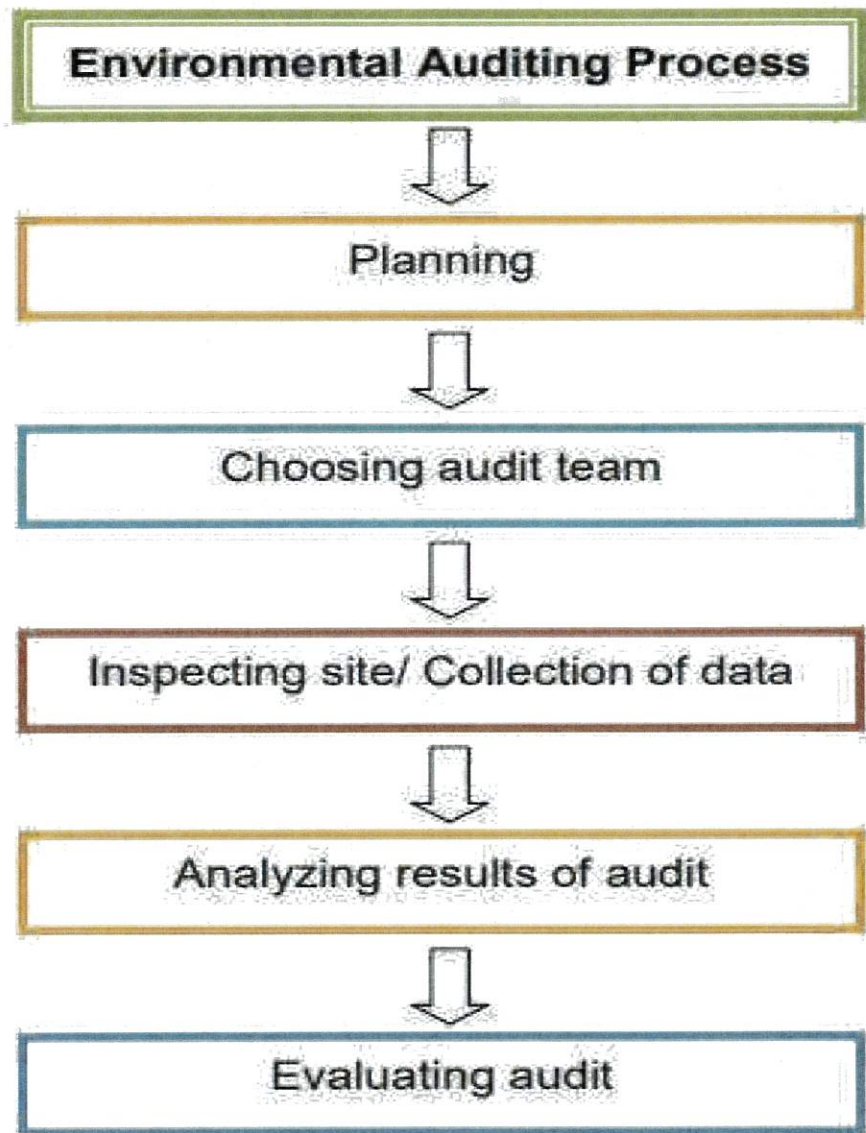 Environmental Auditing Process
Planning
Choosing audit team
Inspecting site/ Collection of data
Analyzing results of audit
Evaluating audit